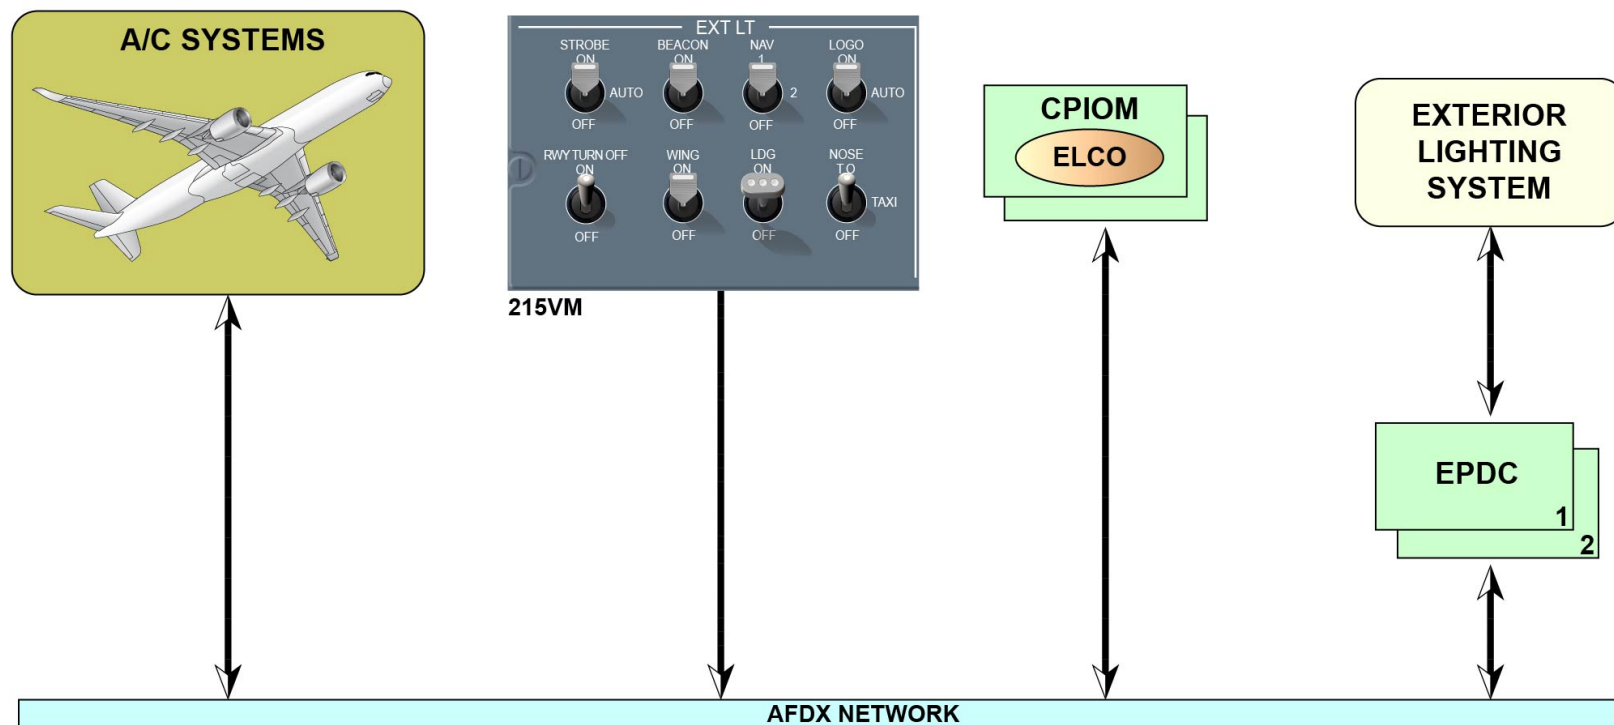 A/C SYSTEMS
EXT LT
STROBE
ON
AUTO
OFF
BEACON
ON
OFF
NAV
1
2
OFF
LOGO
ON
AUTO
OFF
RWY TURN OFF
ON
OFF
WING
ON
OFF
LDG
ON
OFF
NOSE
T.O
TAXI
OFF
215VM
CPIOM
ELCO
EXTERIOR
LIGHTING
SYSTEM
EPDC
1
2
AFDX NETWORK